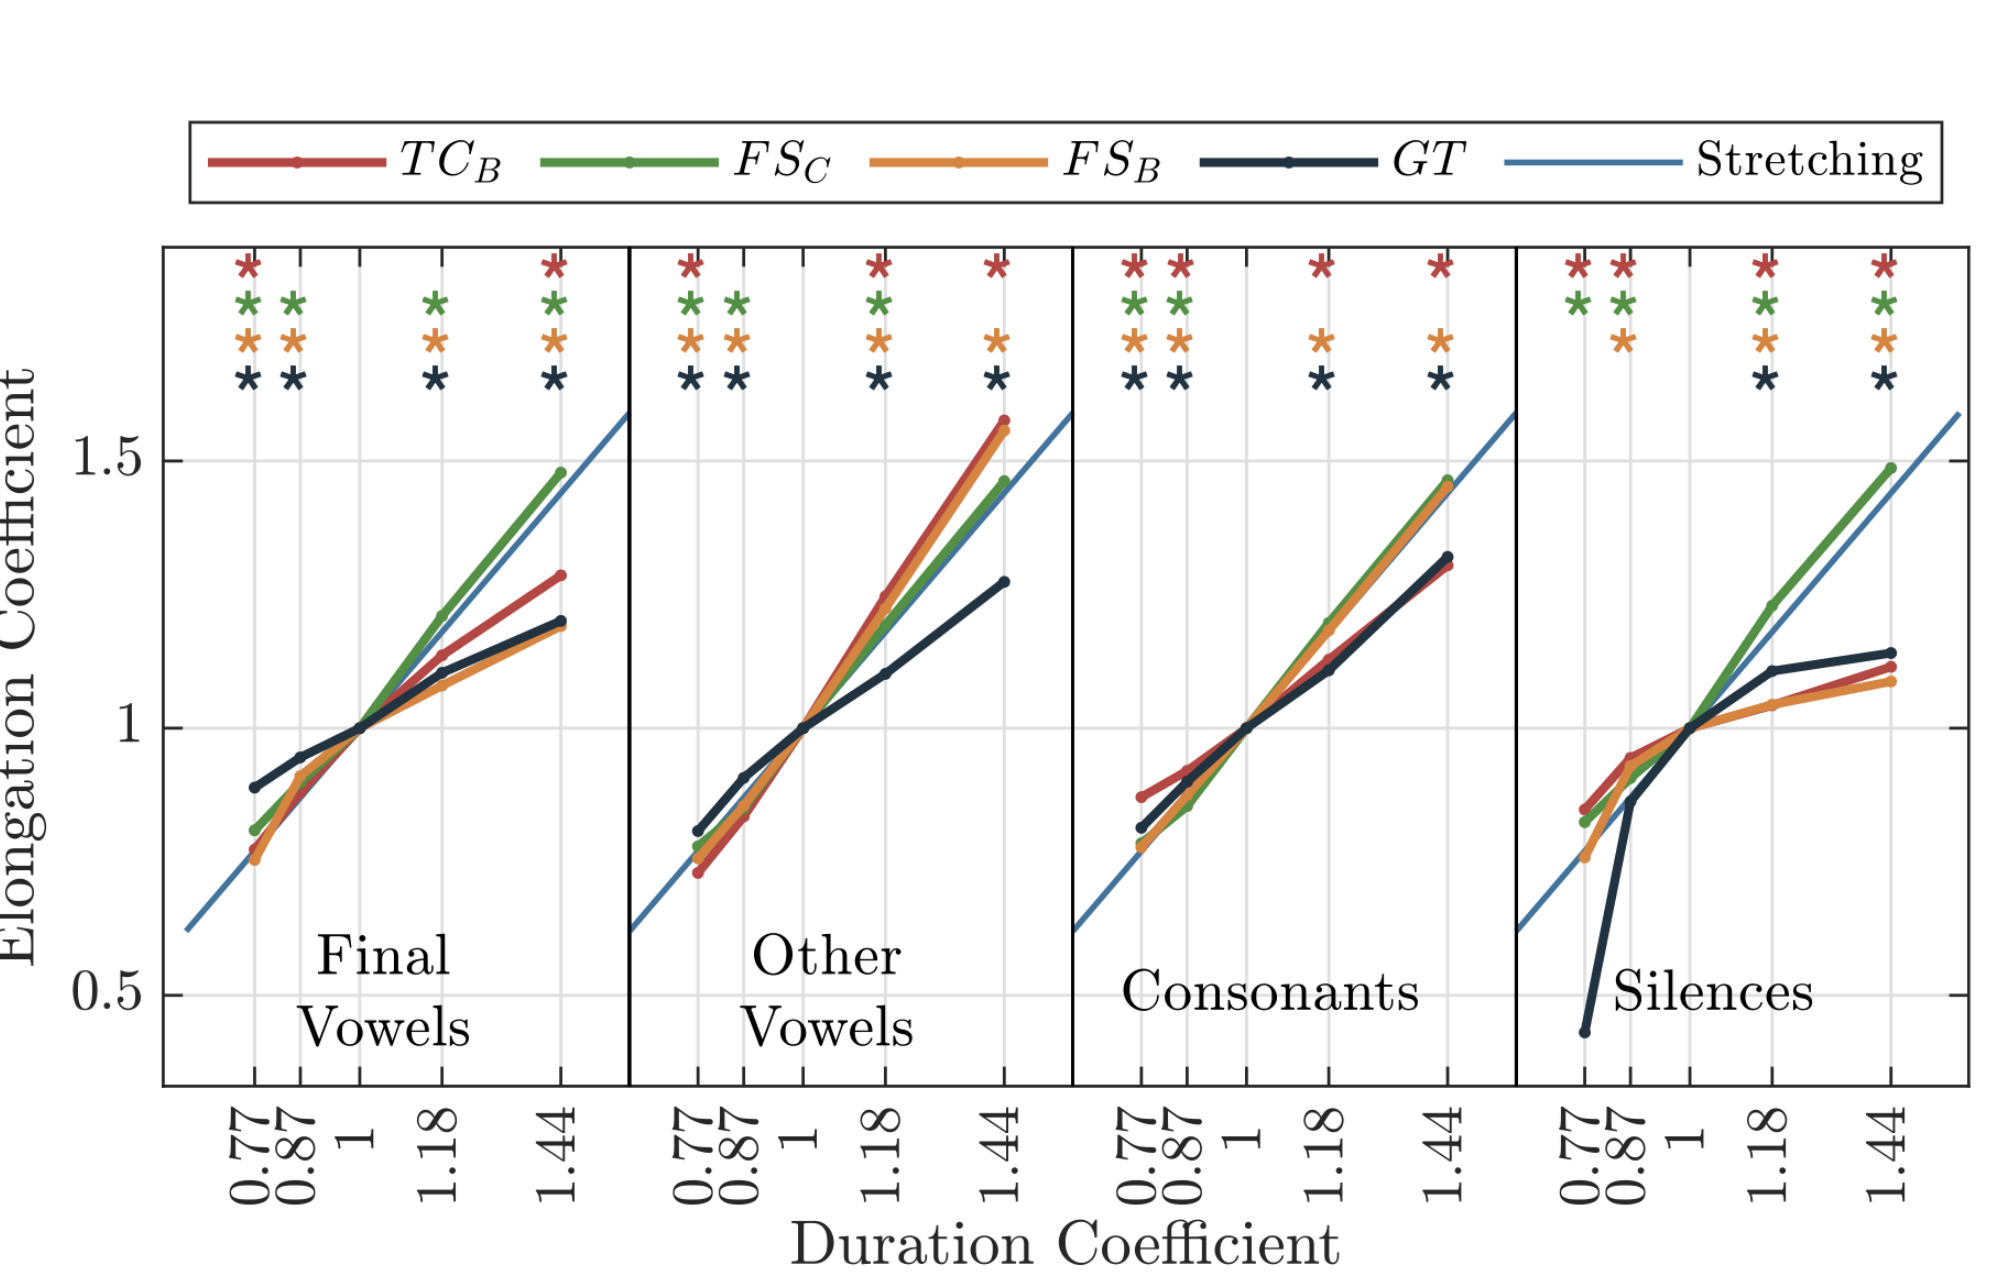 TC_B FS_C FS_B GT Stretching
* * * * * * * * * * * *
* * * * * * * * * * * * *
* * * * * * * * * * * * * * *
* * * * * * * * * * * * * *
Elongation Coefficient
1.5
1
0.5
Final
Vowels
Other
Vowels
Consonants
Silences
0.77 0.87 1 1.18 1.44 0.77 0.87 1 1.18 1.44 0.77 0.87 1 1.18 1.44 0.77 0.87 1 1.18 1.44
Duration Coefficient